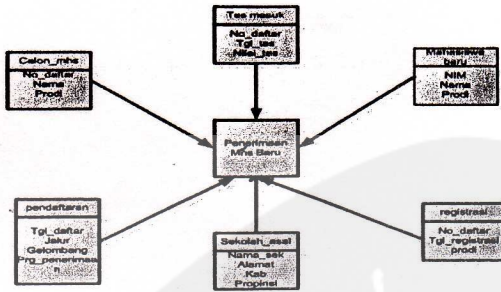 Tes masuk
No_daftar
Tgl_tes
Nilai_tes
Calon_mhs
No_daftar
Nama
Prodi
Mahasiswa
baru
NIM
Nama
Prodi
Penerimaan
Mhs Baru
pendaftaran
Tgl_daftar
Jalur
Gelombang
Prg_penerimaa
n
Sekolah_asal
Nama_sek
Alamat
Kab
Propinsi
registrasi
No_daftar
Tgl_registrasi
prodi